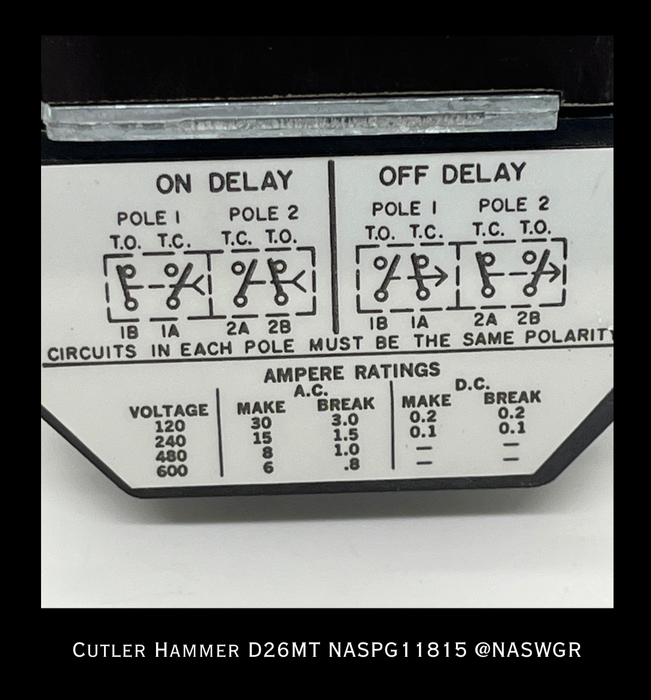 ON DELAY OFF DELAY
POLE 1 POLE 2 POLE 1 POLE 2
T.O. T.C. T.C. T.O. T.O. T.C. T.C. T.O.
1B 1A 2A 2B 1B 1A 2A 2B
CIRCUITS IN EACH POLE MUST BE THE SAME POLARITY
AMPERE RATINGS
A.C. D.C.
VOLTAGE MAKE BREAK MAKE BREAK
120 30 3.0 0.2 0.2
240 15 1.5 0.1 0.1
480 8 1.0 — —
600 6 .8 — —
CUTLER HAMMER D26MT NASPG11815 @NASWGR